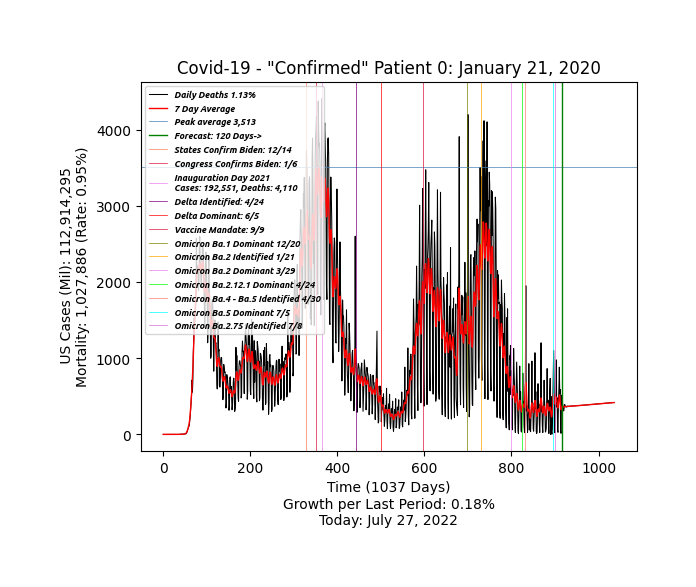 Covid-19 - "Confirmed" Patient 0: January 21, 2020
Daily Deaths 1.13%
7 Day Average
Peak average 3,513
Forecast: 120 Days->
States Confirm Biden: 12/14
Congress Confirms Biden: 1/6
Inauguration Day 2021
Cases: 192,551, Deaths: 4,110
Delta Identified: 4/24
Delta Dominant: 6/5
Vaccine Mandate: 9/9
Omicron Ba.1 Dominant 12/20
Omicron Ba.2 Identified 1/21
Omicron Ba.2 Dominant 3/29
Omicron Ba.2.12.1 Dominant 4/24
Omicron Ba.4 - Ba.5 Identified 4/30
Omicron Ba.5 Dominant 7/5
Omicron Ba.2.75 Identified 7/8
US Cases (Mil): 112,914,295
Mortality: 1,027,886 (Rate: 0.95%)
4000
3000
2000
1000
0
0 200 400 600 800 1000
Time (1037 Days)
Growth per Last Period: 0.18%
Today: July 27, 2022